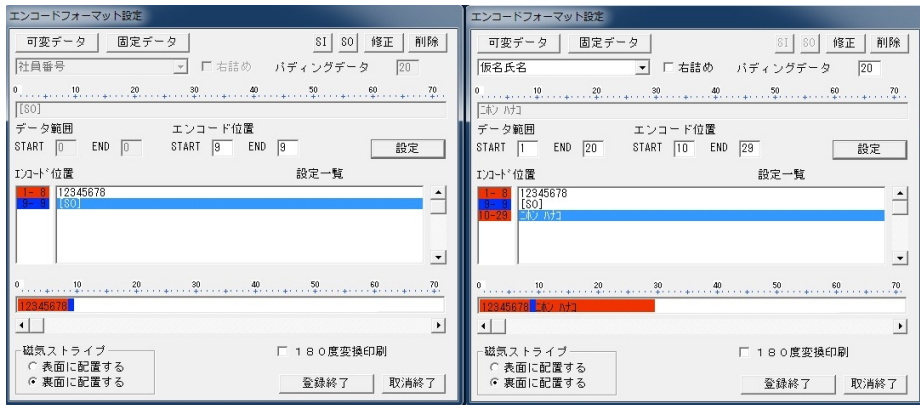 エンコードフォーマット設定
可変データ 固定データ SI SO 修正 削除
社員番号 右詰め パディングデータ 20
0 10 20 30 40 50 60 70
[SO]
データ範囲 エンコード位置
START 0 END 0 START 9 END 9 設定
エンコード位置 設定一覧
1- 8 12345678
9- 9 [SO]
0 10 20 30 40 50 60 70
12345678
磁気ストライプ
180度変換印刷
表面に配置する
裏面に配置する
登録終了 取消終了
エンコードフォーマット設定
可変データ 固定データ SI SO 修正 削除
仮名氏名 右詰め パディングデータ 20
0 10 20 30 40 50 60 70
ニホン ハナコ
データ範囲 エンコード位置
START 1 END 20 START 10 END 29 設定
エンコード位置 設定一覧
1- 8 12345678
9- 9 [SO]
10-29 ニホン ハナコ
0 10 20 30 40 50 60 70
12345678 ニホン ハナコ
磁気ストライプ
180度変換印刷
表面に配置する
裏面に配置する
登録終了 取消終了